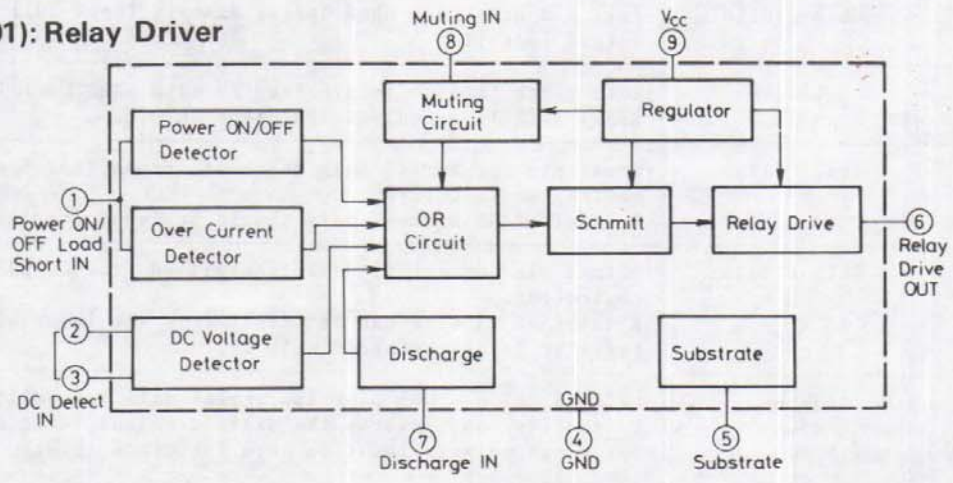 01): Relay Driver
Muting IN
8
VCC
9
Muting
Circuit
Regulator
Power ON/OFF
Detector
1
Power ON/
OFF Load
Short IN
Over Current
Detector
OR
Circuit
Schmitt
Relay Drive
6
Relay
Drive
OUT
2
3
DC Detect
IN
DC Voltage
Detector
Discharge
Substrate
GND
7
Discharge IN
4
GND
5
Substrate